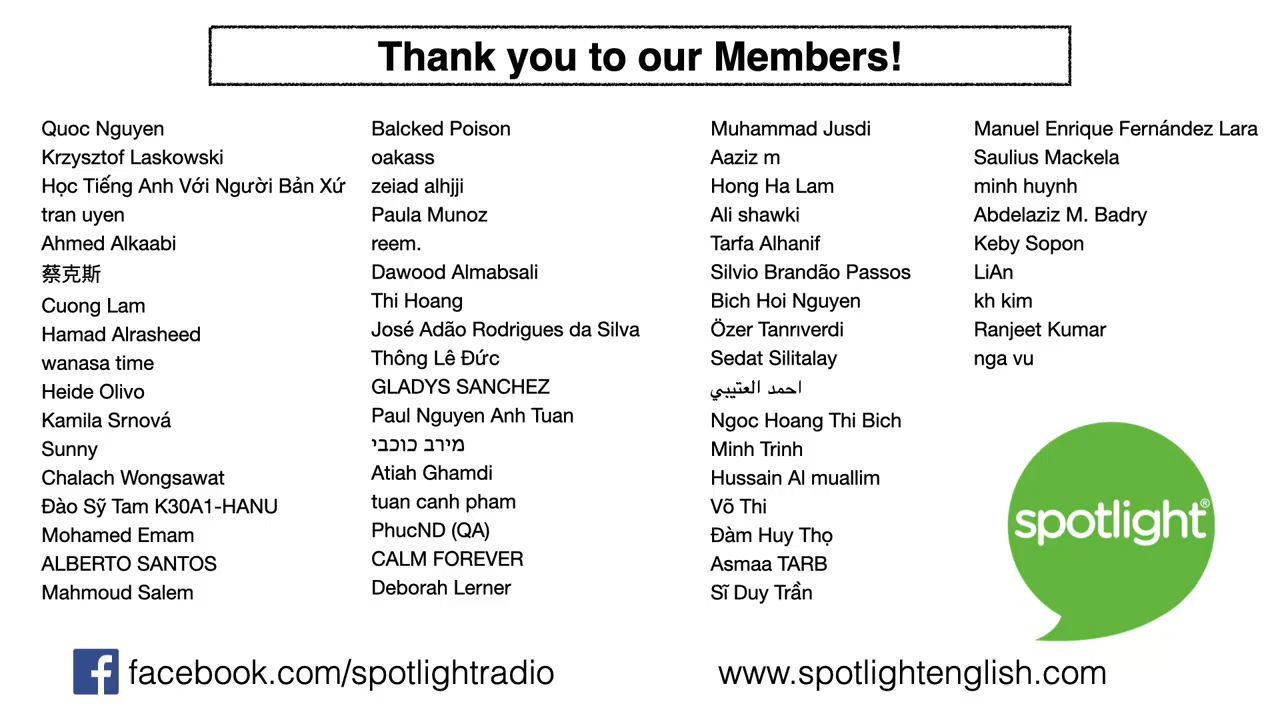 Thank you to our Members!
Quoc Nguyen
Krzysztof Laskowski
Học Tiếng Anh Với Người Bản Xứ
tran uyen
Ahmed Alkaabi
蔡克斯
Cuong Lam
Hamad Alrasheed
wanasa time
Heide Olivo
Kamila Srnová
Sunny
Chalach Wongsawat
Đào Sỹ Tam K30A1-HANU
Mohamed Emam
ALBERTO SANTOS
Mahmoud Salem
Balcked Poison
oakass
zeiad alhjji
Paula Munoz
reem.
Dawood Almabsali
Thi Hoang
José Adão Rodrigues da Silva
Thông Lê Đức
GLADYS SANCHEZ
Paul Nguyen Anh Tuan
מירב כוכבי
Atiah Ghamdi
tuan canh pham
PhucND (QA)
CALM FOREVER
Deborah Lerner
Muhammad Jusdi
Aaziz m
Hong Ha Lam
Ali shawki
Tarfa Alhanif
Silvio Brandão Passos
Bich Hoi Nguyen
Özer Tanrıverdi
Sedat Silitalay
احمد العتيبي
Ngoc Hoang Thi Bich
Minh Trinh
Hussain Al muallim
Võ Thi
Đàm Huy Thọ
Asmaa TARB
Sĩ Duy Trần
Manuel Enrique Fernández Lara
Saulius Mackela
minh huynh
Abdelaziz M. Badry
Keby Sopon
LiAn
kh kim
Ranjeet Kumar
nga vu
spotlight®
facebook.com/spotlightradio
www.spotlightenglish.com